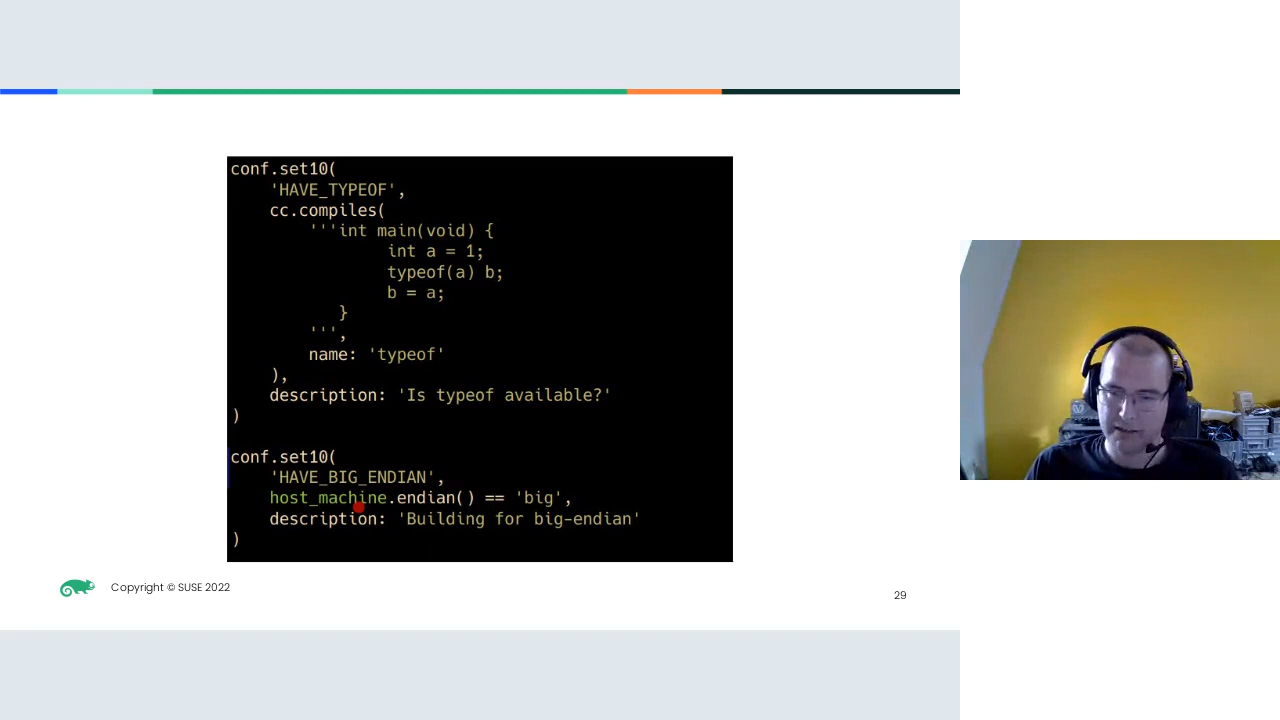 conf.set10(
'HAVE_TYPEOF',
cc.compiles(
'''int main(void) {
int a = 1;
typeof(a) b;
b = a;
}
''',
name: 'typeof'
),
description: 'Is typeof available?'
)
conf.set10(
'HAVE_BIG_ENDIAN',
host_machine.endian() == 'big',
description: 'Building for big-endian'
)
Copyright © SUSE 2022
29